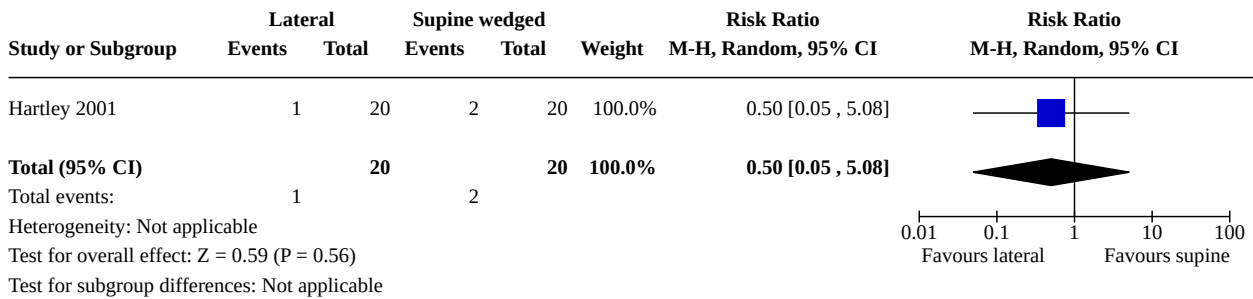 Lateral Supine wedged Risk Ratio Risk Ratio
Study or Subgroup Events Total Events Total Weight M-H, Random, 95% CI M-H, Random, 95% CI
Hartley 2001 1 20 2 20 100.0% 0.50 [0.05 , 5.08]
Total (95% CI) 20 20 100.0% 0.50 [0.05 , 5.08]
Total events: 1 2
Heterogeneity: Not applicable
Test for overall effect: Z = 0.59 (P = 0.56)
Test for subgroup differences: Not applicable
0.01 0.1 1 10 100
Favours lateral Favours supine